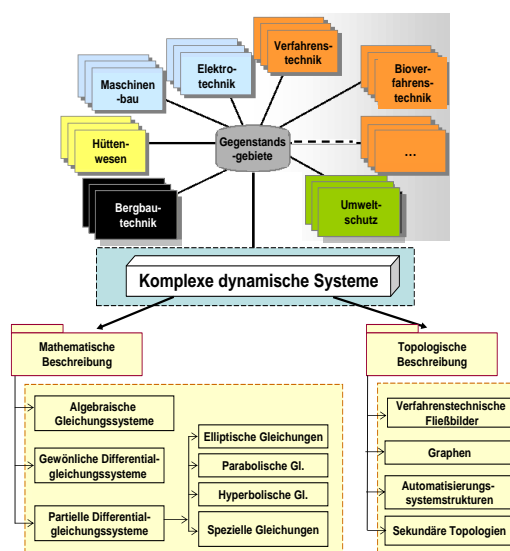 Verfahrens-
technik
Elektro-
technik
Maschinen
-bau
Biover-
fahrens-
technik
Gegenstands
-gebiete
Hütten-
wesen
...
Bergbau-
technik
Umwelt-
schutz
Komplexe dynamische Systeme
Mathematische
Beschreibung
Topologische
Beschreibung
Algebraische
Gleichungssysteme
Gewönliche Differential-
gleichungssysteme
Partielle Differential-
gleichungssysteme
Elliptische Gleichungen
Parabolische Gl.
Hyperbolische Gl.
Spezielle Gleichungen
Verfahrenstechnische
Fließbilder
Graphen
Automatisierungs-
systemstrukturen
Sekundäre Topologien